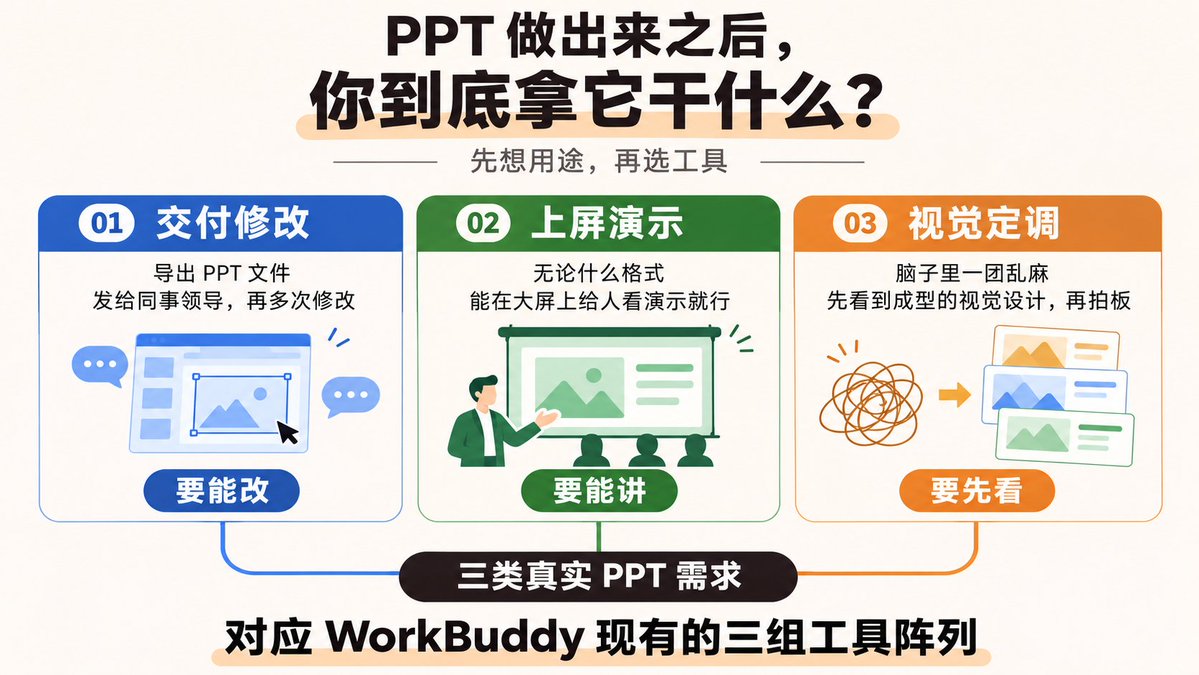 PPT 做出来之后，
你到底拿它干什么？
先想用途，再选工具
01 交付修改
导出 PPT 文件
发给同事领导，再多次修改
要能改
02 上屏演示
无论什么格式
能在大屏上给人看演示就行
要能讲
03 视觉定调
脑子里一团乱麻
先看到成型的视觉设计，再拍板
要先看
三类真实 PPT 需求
对应 WorkBuddy 现有的三组工具阵列